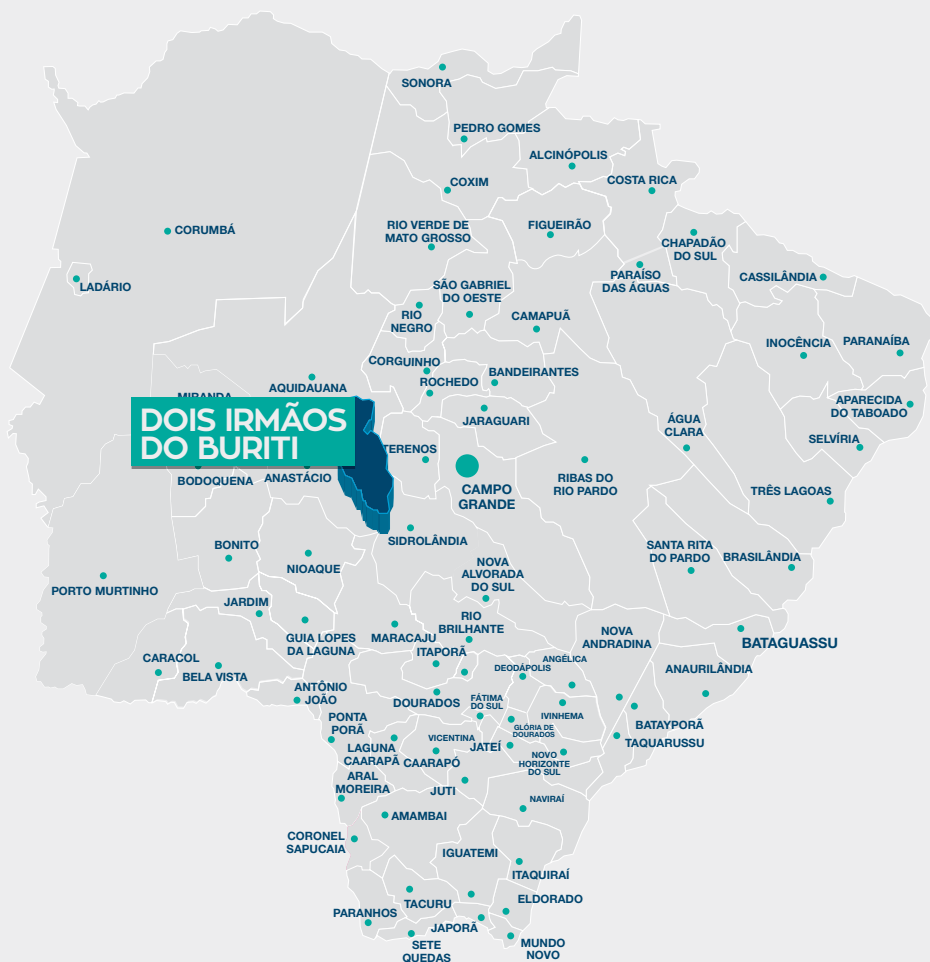 SONORA
PEDRO GOMES
ALCINÓPOLIS
COSTA RICA
COXIM
RIO VERDE DE
MATO GROSSO
FIGUEIRÃO
CORUMBÁ
CHAPADÃO
DO SUL
PARAÍSO
DAS ÁGUAS
CASSILÂNDIA
LADÁRIO
SÃO GABRIEL
DO OESTE
RIO
NEGRO
CAMAPUÃ
INOCÊNCIA
PARANAÍBA
CORGUINHO
ROCHEDO
BANDEIRANTES
AQUIDAUANA
MIRANDA
APARECIDA
DO TABOADO
DOIS IRMÃOS
DO BURITI
JARAGUARI
ÁGUA
CLARA
SELVÍRIA
TERENOS
BODOQUENA
ANASTÁCIO
CAMPO
GRANDE
RIBAS DO
RIO PARDO
TRÊS LAGOAS
SIDROLÂNDIA
BONITO
NIOAQUE
NOVA
ALVORADA
DO SUL
SANTA RITA
DO PARDO
BRASILÂNDIA
PORTO MURTINHO
JARDIM
GUIA LOPES
DA LAGUNA
MARACAJU
RIO
BRILHANTE
NOVA
ANDRADINA
BATAGUASSU
CARACOL
BELA VISTA
ITAPORÃ
DEODÁPOLIS
ANGÉLICA
ANAURILÂNDIA
ANTÔNIO
JOÃO
DOURADOS
FÁTIMA
DO SUL
IVINHEMA
BATAYPORÃ
PONTA
PORÃ
GLÓRIA DE
DOURADOS
TAQUARUSSU
LAGUNA
CAARAPÃ
VICENTINA
CAARAPÓ
JATEÍ
NOVO
HORIZONTE
DO SUL
ARAL
MOREIRA
JUTI
NAVIRAÍ
AMAMBAI
CORONEL
SAPUCAIA
IGUATEMI
ITAQUIRAÍ
TACURU
ELDORADO
PARANHOS
JAPORÃ
SETE
QUEDAS
MUNDO
NOVO